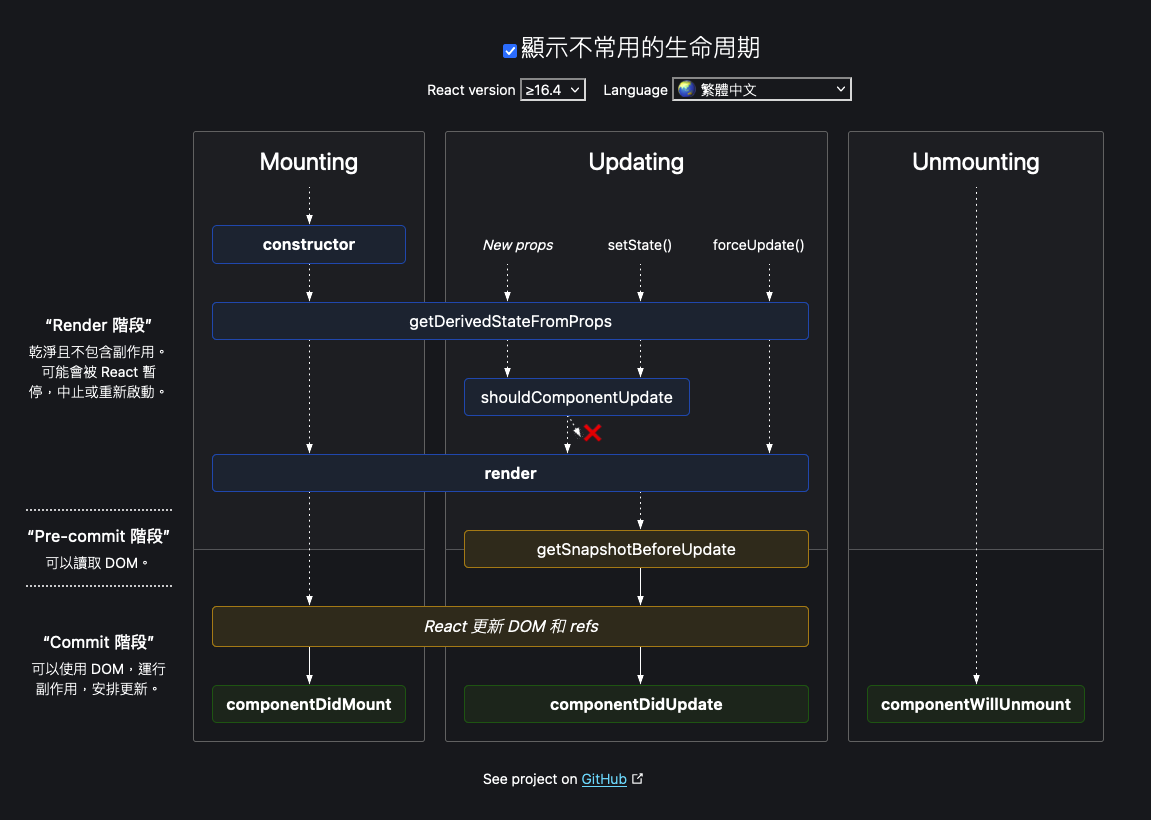 顯示不常用的生命周期
React version ≥16.4 Language 繁體中文
Mounting
Updating
Unmounting
constructor
New props
setState()
forceUpdate()
“Render 階段”
乾淨且不包含副作用。
可能會被 React 暫
停，中止或重新啟動。
getDerivedStateFromProps
shouldComponentUpdate
render
“Pre-commit 階段”
可以讀取 DOM。
getSnapshotBeforeUpdate
“Commit 階段”
可以使用 DOM，運行
副作用，安排更新。
React 更新 DOM 和 refs
componentDidMount
componentDidUpdate
componentWillUnmount
See project on GitHub